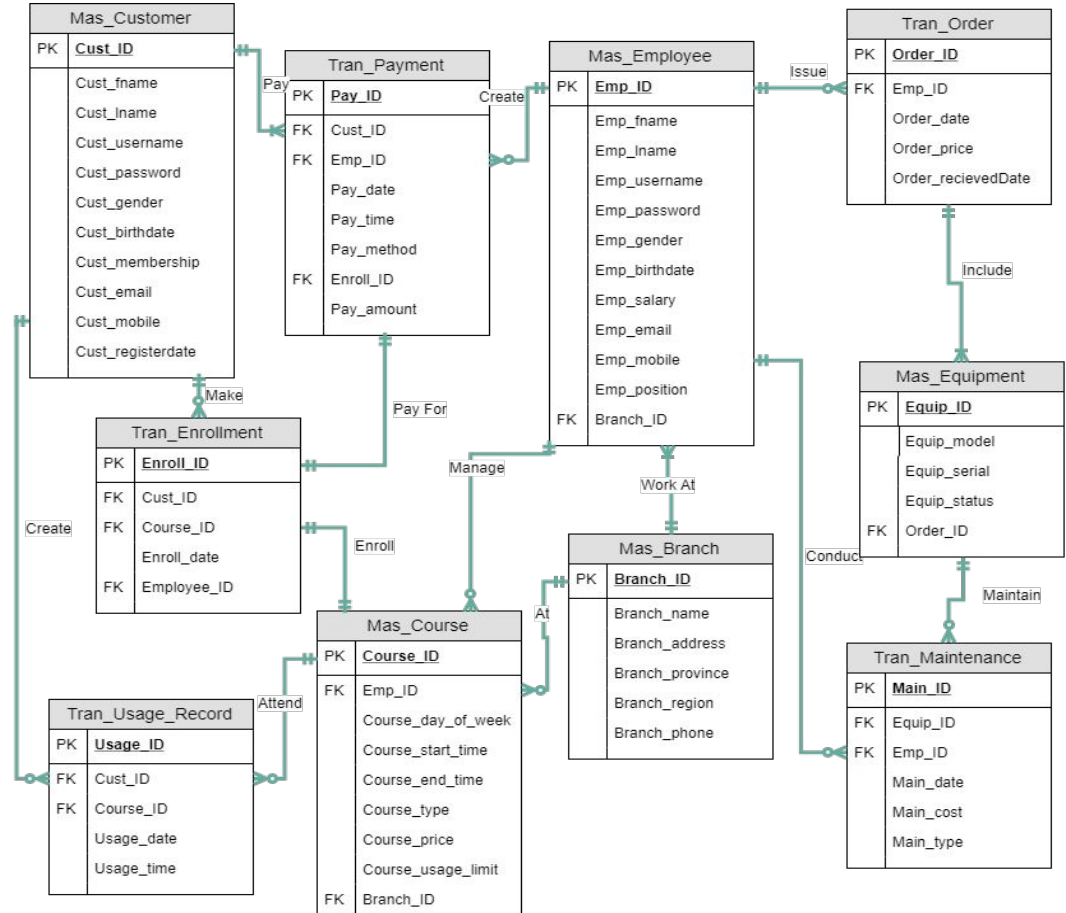 Mas_Customer
PK Cust_ID
Cust_fname
Cust_lname
Cust_username
Cust_password
Cust_gender
Cust_birthdate
Cust_membership
Cust_email
Cust_mobile
Cust_registerdate
Pay
Tran_Payment
PK Pay_ID
FK Cust_ID
FK Emp_ID
Pay_date
Pay_time
Pay_method
FK Enroll_ID
Pay_amount
Create
Mas_Employee
PK Emp_ID
Emp_fname
Emp_lname
Emp_username
Emp_password
Emp_gender
Emp_birthdate
Emp_salary
Emp_email
Emp_mobile
Emp_position
FK Branch_ID
Issue
Tran_Order
PK Order_ID
FK Emp_ID
Order_date
Order_price
Order_recievedDate
Include
Mas_Equipment
PK Equip_ID
Equip_model
Equip_serial
Equip_status
FK Order_ID
Make
Pay For
Tran_Enrollment
PK Enroll_ID
FK Cust_ID
FK Course_ID
Enroll_date
FK Employee_ID
Manage
Work At
Create
Enroll
Conduct
Maintain
Mas_Branch
PK Branch_ID
Branch_name
Branch_address
Branch_province
Branch_region
Branch_phone
At
Mas_Course
PK Course_ID
FK Emp_ID
Course_day_of_week
Course_start_time
Course_end_time
Course_type
Course_price
Course_usage_limit
FK Branch_ID
Attend
Tran_Usage_Record
PK Usage_ID
FK Cust_ID
FK Course_ID
Usage_date
Usage_time
Tran_Maintenance
PK Main_ID
FK Equip_ID
FK Emp_ID
Main_date
Main_cost
Main_type